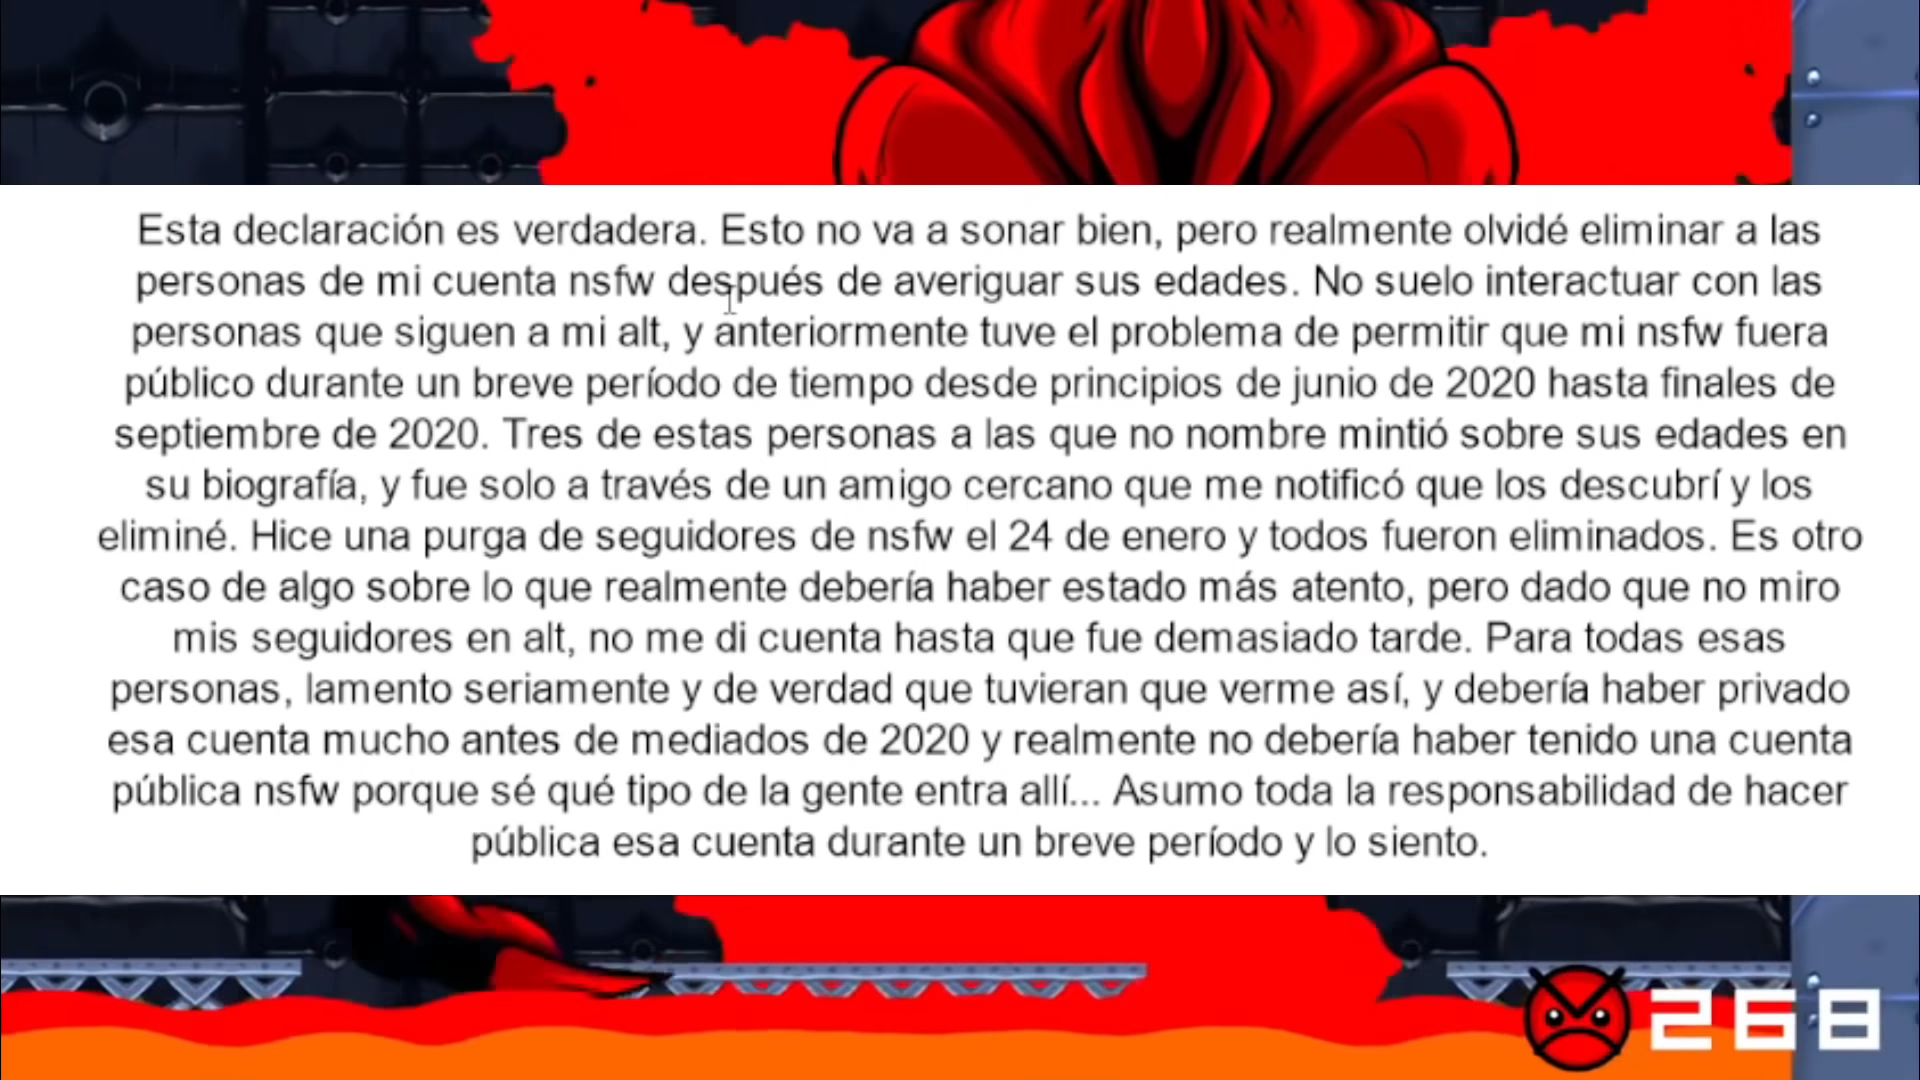 Esta declaración es verdadera. Esto no va a sonar bien, pero realmente olvidé eliminar a las
personas de mi cuenta nsfw después de averiguar sus edades. No suelo interactuar con las
personas que siguen a mi alt, y anteriormente tuve el problema de permitir que mi nsfw fuera
público durante un breve período de tiempo desde principios de junio de 2020 hasta finales de
septiembre de 2020. Tres de estas personas a las que no nombre mintió sobre sus edades en
su biografía, y fue solo a través de un amigo cercano que me notificó que los descubrí y los
eliminé. Hice una purga de seguidores de nsfw el 24 de enero y todos fueron eliminados. Es otro
caso de algo sobre lo que realmente debería haber estado más atento, pero dado que no miro
mis seguidores en alt, no me di cuenta hasta que fue demasiado tarde. Para todas esas
personas, lamento seriamente y de verdad que tuvieran que verme así, y debería haber privado
esa cuenta mucho antes de mediados de 2020 y realmente no debería haber tenido una cuenta
pública nsfw porque sé qué tipo de la gente entra allí... Asumo toda la responsabilidad de hacer
pública esa cuenta durante un breve período y lo siento.
268